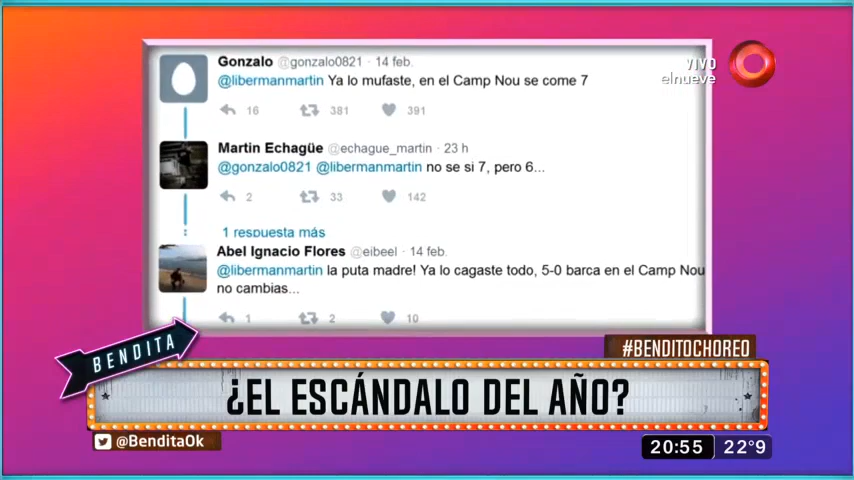 Gonzalo @gonzalo0821 · 14 feb.
@libermanmartin Ya lo mufaste, en el Camp Nou se come 7
16 381 391
VIVO
elnueve
Martin Echagüe @echague_martin · 23 h
@gonzalo0821 @libermanmartin no se si 7, pero 6...
2 33 142
1 respuesta más
Abel Ignacio Flores @eibeel · 14 feb.
@libermanmartin la puta madre! Ya lo cagaste todo, 5-0 barca en el Camp Nou
no cambias...
1 2 10
BENDITA
#BENDITOCHOREO
¿EL ESCÁNDALO DEL AÑO?
@BenditaOk
20:55 22º9